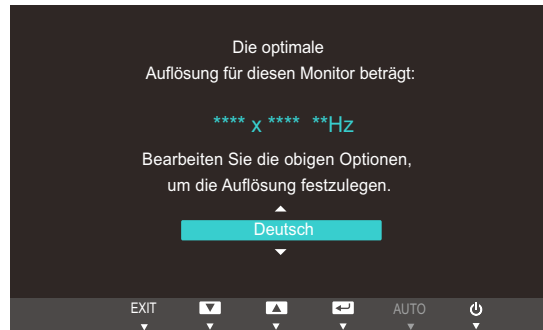 Die optimale
Auflösung für diesen Monitor beträgt:
**** x **** **Hz
Bearbeiten Sie die obigen Optionen,
um die Auflösung festzulegen.
Deutsch
EXIT AUTO